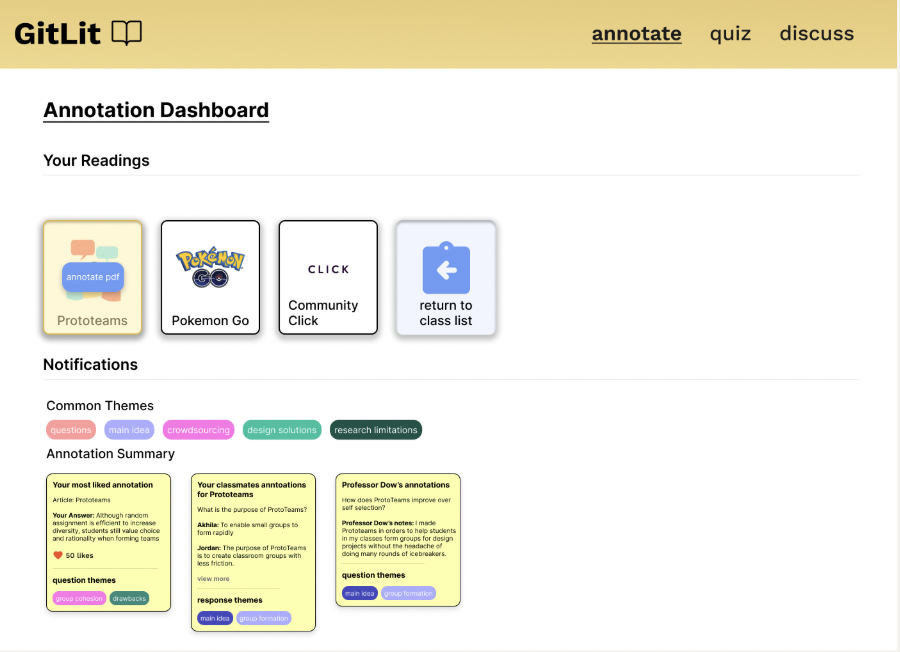 GitLit
annotate quiz discuss
Annotation Dashboard
Your Readings
annotate pdf
Prototeams
POKÉMON
GO
Pokemon Go
CLICK
Community
Click
return to
class list
Notifications
Common Themes
questions main idea crowdsourcing design solutions research limitations
Annotation Summary
Your most liked annotation
Article: Prototeams
Your Answer: Although random
assignment is efficient to increase
diversity, students still value choice
and rationality when forming teams
50 likes
question themes
group cohesion drawbacks
Your classmates anntoations
for Prototeams
What is the purpose of ProtoTeams?
Akhila: To enable small groups to
form rapidly
Jordan: The purpose of ProtoTeams
is to create classroom groups with
less friction.
view more
response themes
main idea group formation
Professor Dow's annotations
How does ProtoTeams improve over
self selection?
Professor Dow's notes: I made
Prototeams in orders to help students
in my classes form groups for design
projects without the headache of
doing many rounds of icebreakers.
question themes
main idea group formation